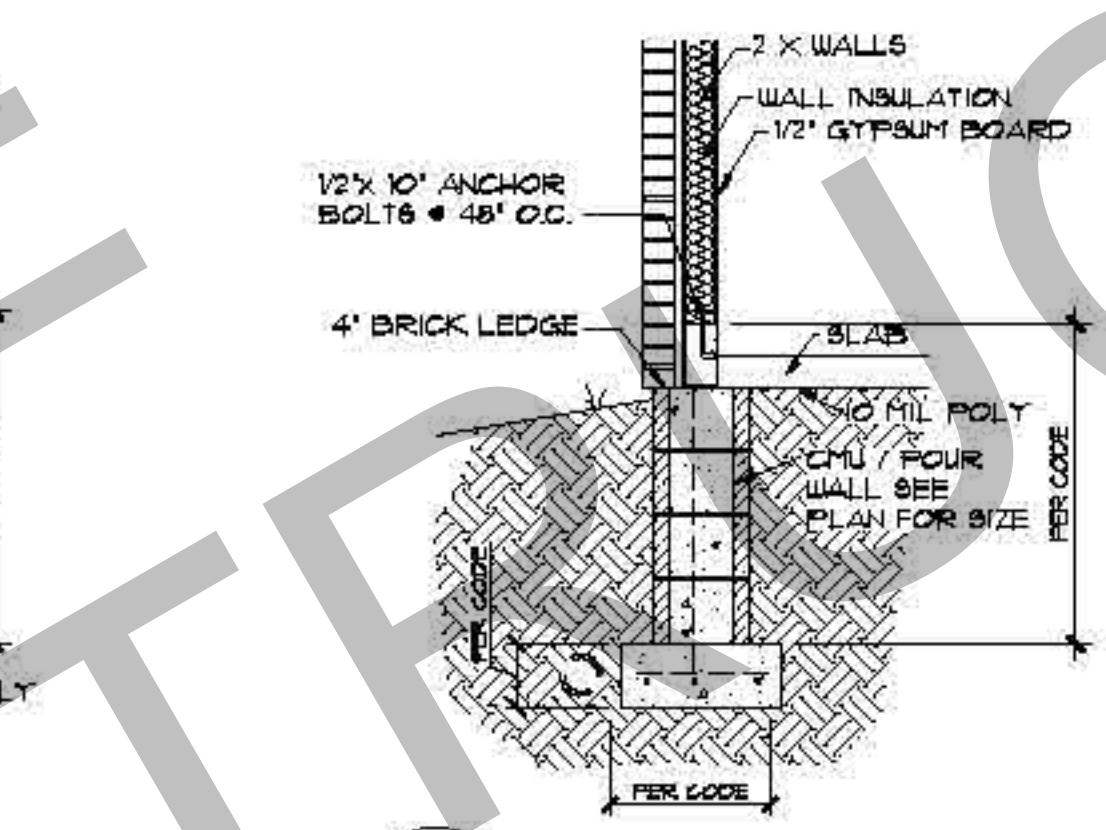 2 X WALLS
WALL INSULATION
1/2" GYPSUM BOARD
1/2"X 10" ANCHOR
BOLTS @ 48" O.C.
4" BRICK LEDGE
SLAB
10 MIL POLY
CMU / POUR
WALL SEE
PLAN FOR SIZE
PER CODE
PER CODE
PER CODE